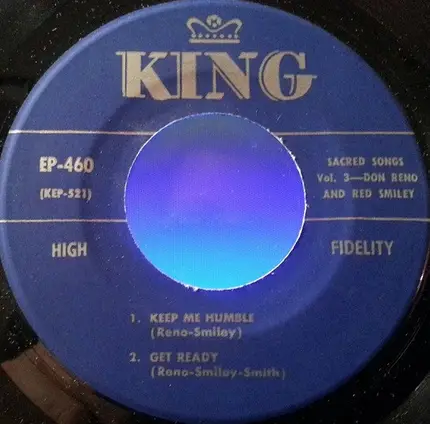 KING
EP-460
(KEP-521)
SACRED SONGS
Vol. 3—DON RENO
AND RED SMILEY
HIGH
FIDELITY
1. KEEP ME HUMBLE
(Reno-Smiley)
2. GET READY
(Reno-Smiley-Smith)